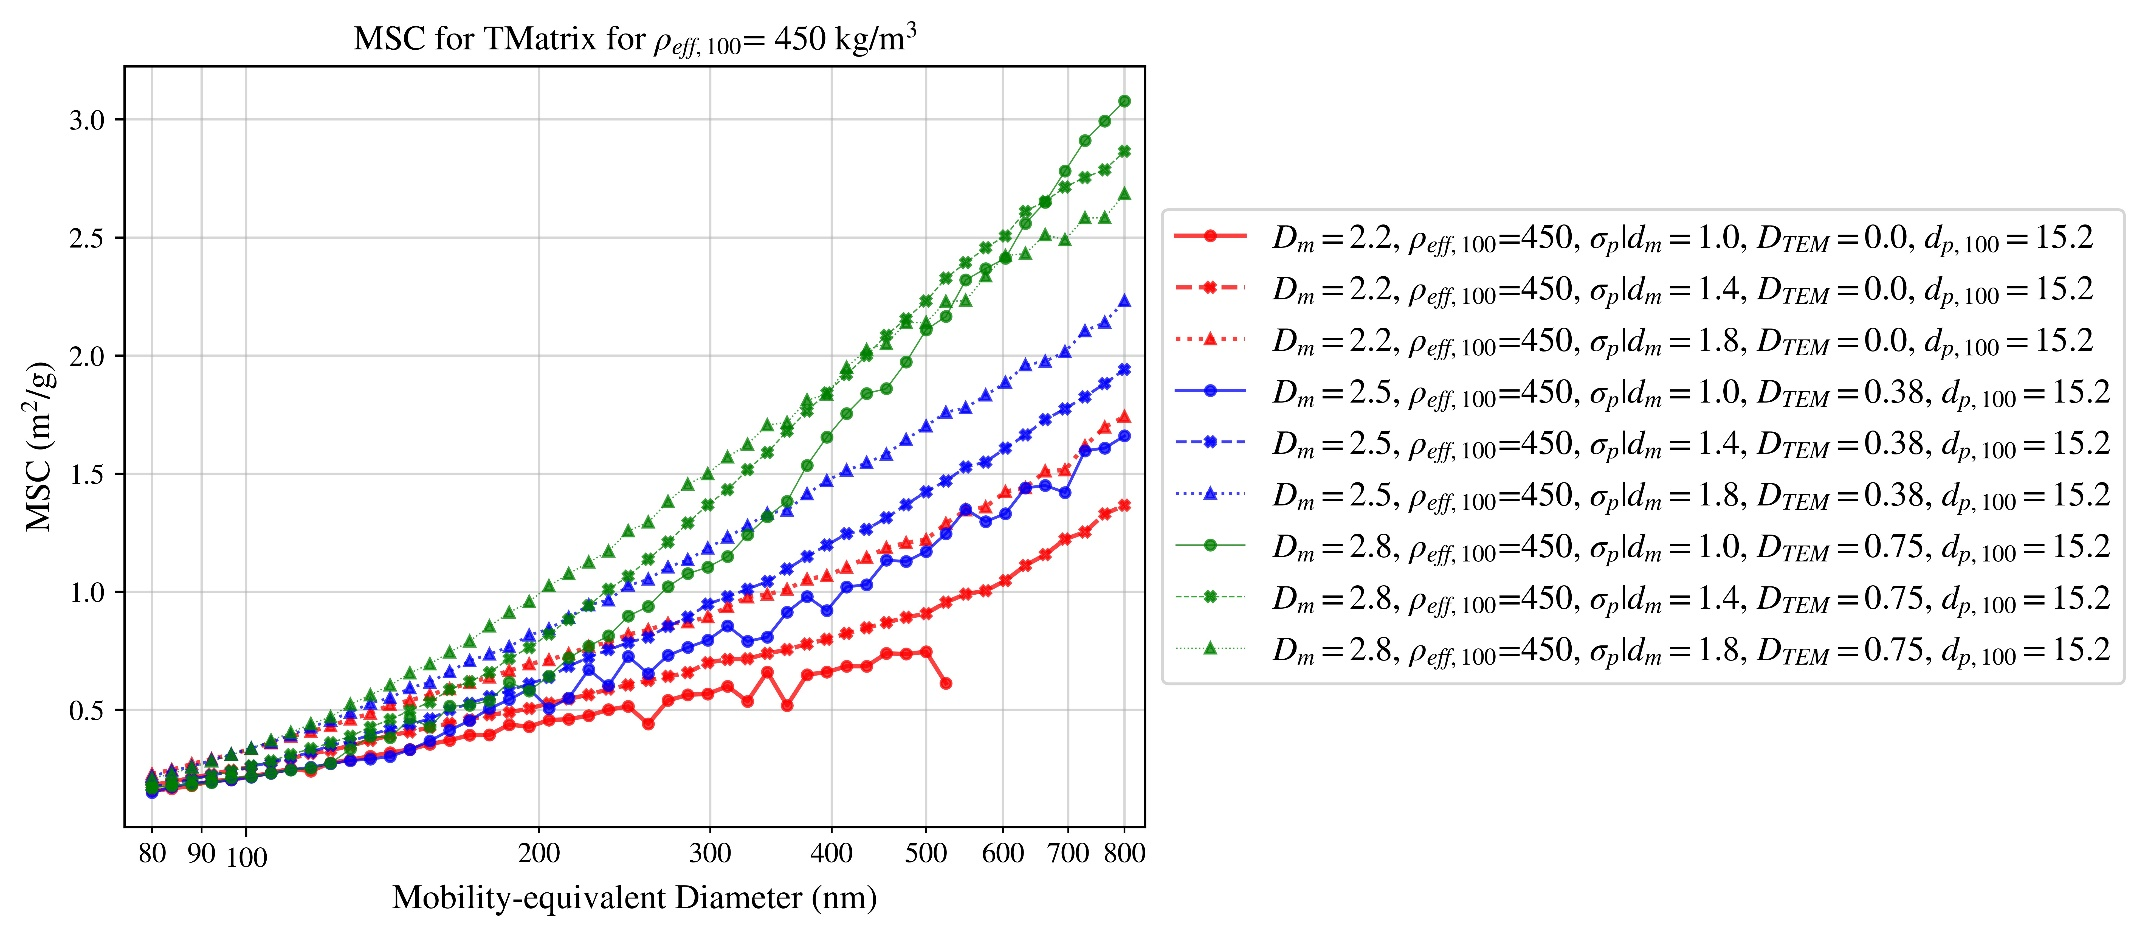 MSC for TMatrix for ρeff, 100= 450 kg/m³
MSC (m²/g)
3.0
2.5
2.0
1.5
1.0
0.5
80 90 100 200 300 400 500 600 700 800
Mobility-equivalent Diameter (nm)
Dm = 2.2, ρeff, 100=450, σp|dm = 1.0, DTEM = 0.0, dp, 100 = 15.2
Dm = 2.2, ρeff, 100=450, σp|dm = 1.4, DTEM = 0.0, dp, 100 = 15.2
Dm = 2.2, ρeff, 100=450, σp|dm = 1.8, DTEM = 0.0, dp, 100 = 15.2
Dm = 2.5, ρeff, 100=450, σp|dm = 1.0, DTEM = 0.38, dp, 100 = 15.2
Dm = 2.5, ρeff, 100=450, σp|dm = 1.4, DTEM = 0.38, dp, 100 = 15.2
Dm = 2.5, ρeff, 100=450, σp|dm = 1.8, DTEM = 0.38, dp, 100 = 15.2
Dm = 2.8, ρeff, 100=450, σp|dm = 1.0, DTEM = 0.75, dp, 100 = 15.2
Dm = 2.8, ρeff, 100=450, σp|dm = 1.4, DTEM = 0.75, dp, 100 = 15.2
Dm = 2.8, ρeff, 100=450, σp|dm = 1.8, DTEM = 0.75, dp, 100 = 15.2